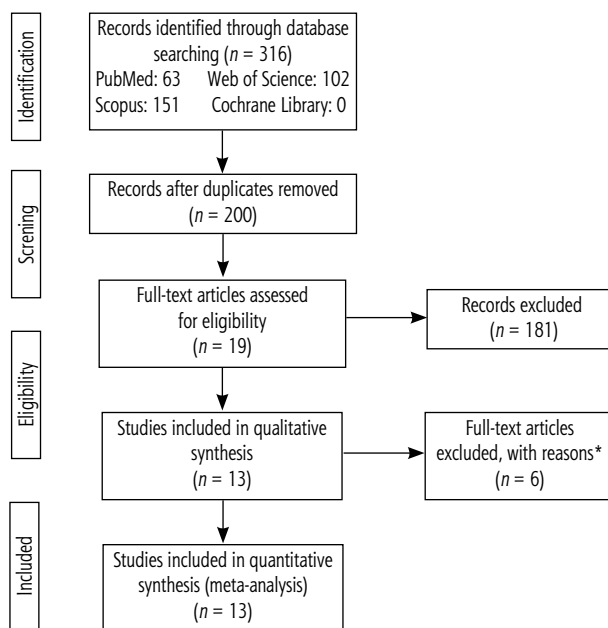 Identification
Records identified through database
searching (n = 316)
PubMed: 63 Web of Science: 102
Scopus: 151 Cochrane Library: 0
Screning
Records after duplicates removed
(n = 200)
Full-text articles assessed
for eligibility
(n = 19)
Records excluded
(n = 181)
Eligibility
Studies included in qualitative
synthesis
(n = 13)
Full-text articles
excluded, with reasons*
(n = 6)
Included
Studies included in quantitative
synthesis (meta-analysis)
(n = 13)